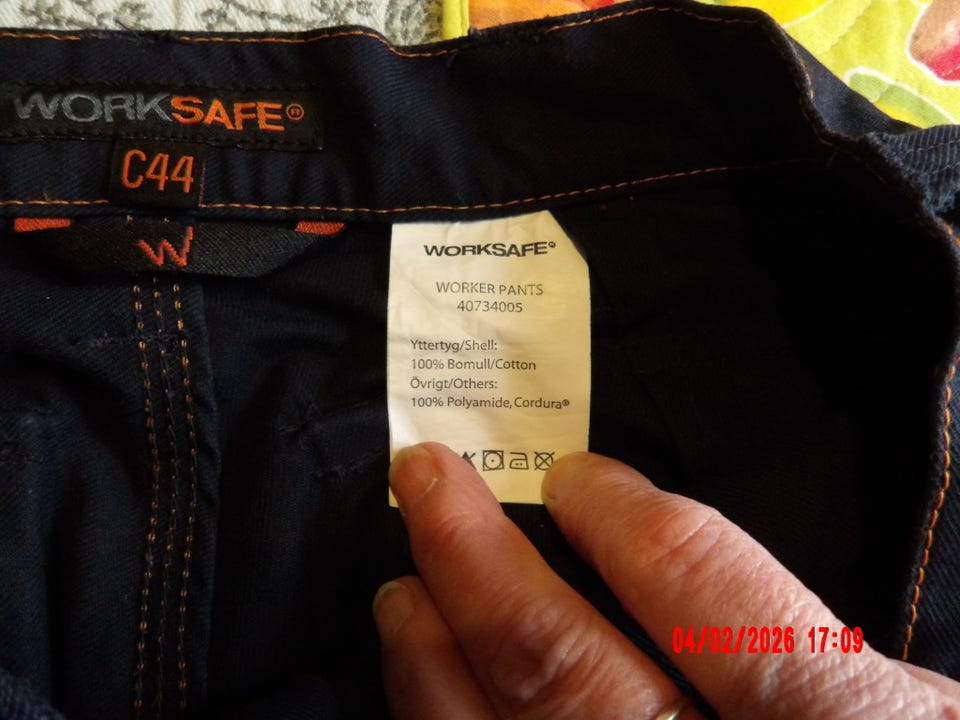 WORKSAFE®
C44
W
WORKSAFE®
WORKER PANTS
40734005
Yttertyg/Shell:
100% Bomull/Cotton
Övrigt/Others:
100% Polyamide, Cordura®
04/02/2026 17:09